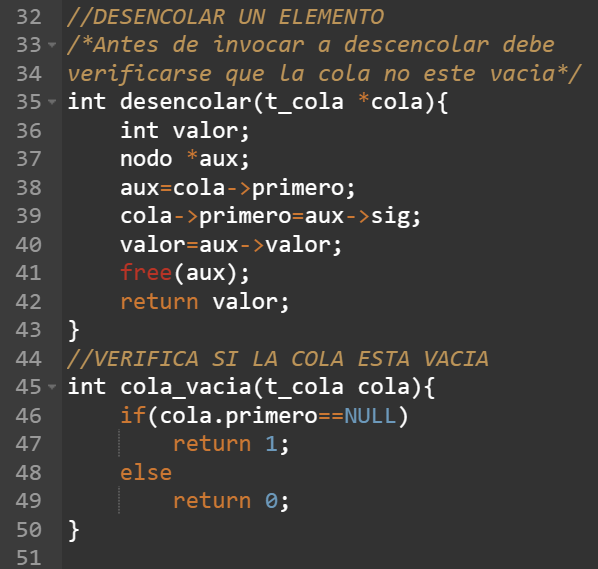 32 //DESENCOLAR UN ELEMENTO
33 /*Antes de invocar a descencolar debe
34 verificarse que la cola no este vacia*/
35 int desencolar(t_cola *cola){
36     int valor;
37     nodo *aux;
38     aux=cola->primero;
39     cola->primero=aux->sig;
40     valor=aux->valor;
41     free(aux);
42     return valor;
43 }
44 //VERIFICA SI LA COLA ESTA VACIA
45 int cola_vacia(t_cola cola){
46     if(cola.primero==NULL)
47         return 1;
48     else
49         return 0;
50 }
51